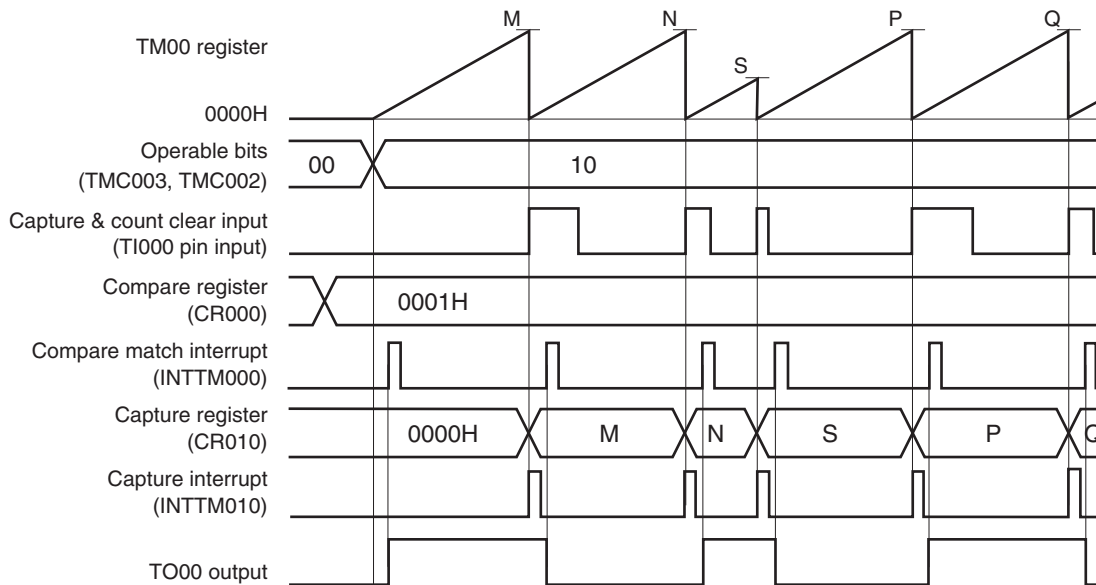 M N S P Q
TM00 register
0000H
Operable bits
(TMC003, TMC002)
00 10
Capture & count clear input
(TI000 pin input)
Compare register
(CR000)
0001H
Compare match interrupt
(INTTM000)
Capture register
(CR010)
0000H M N S P Q
Capture interrupt
(INTTM010)
TO00 output